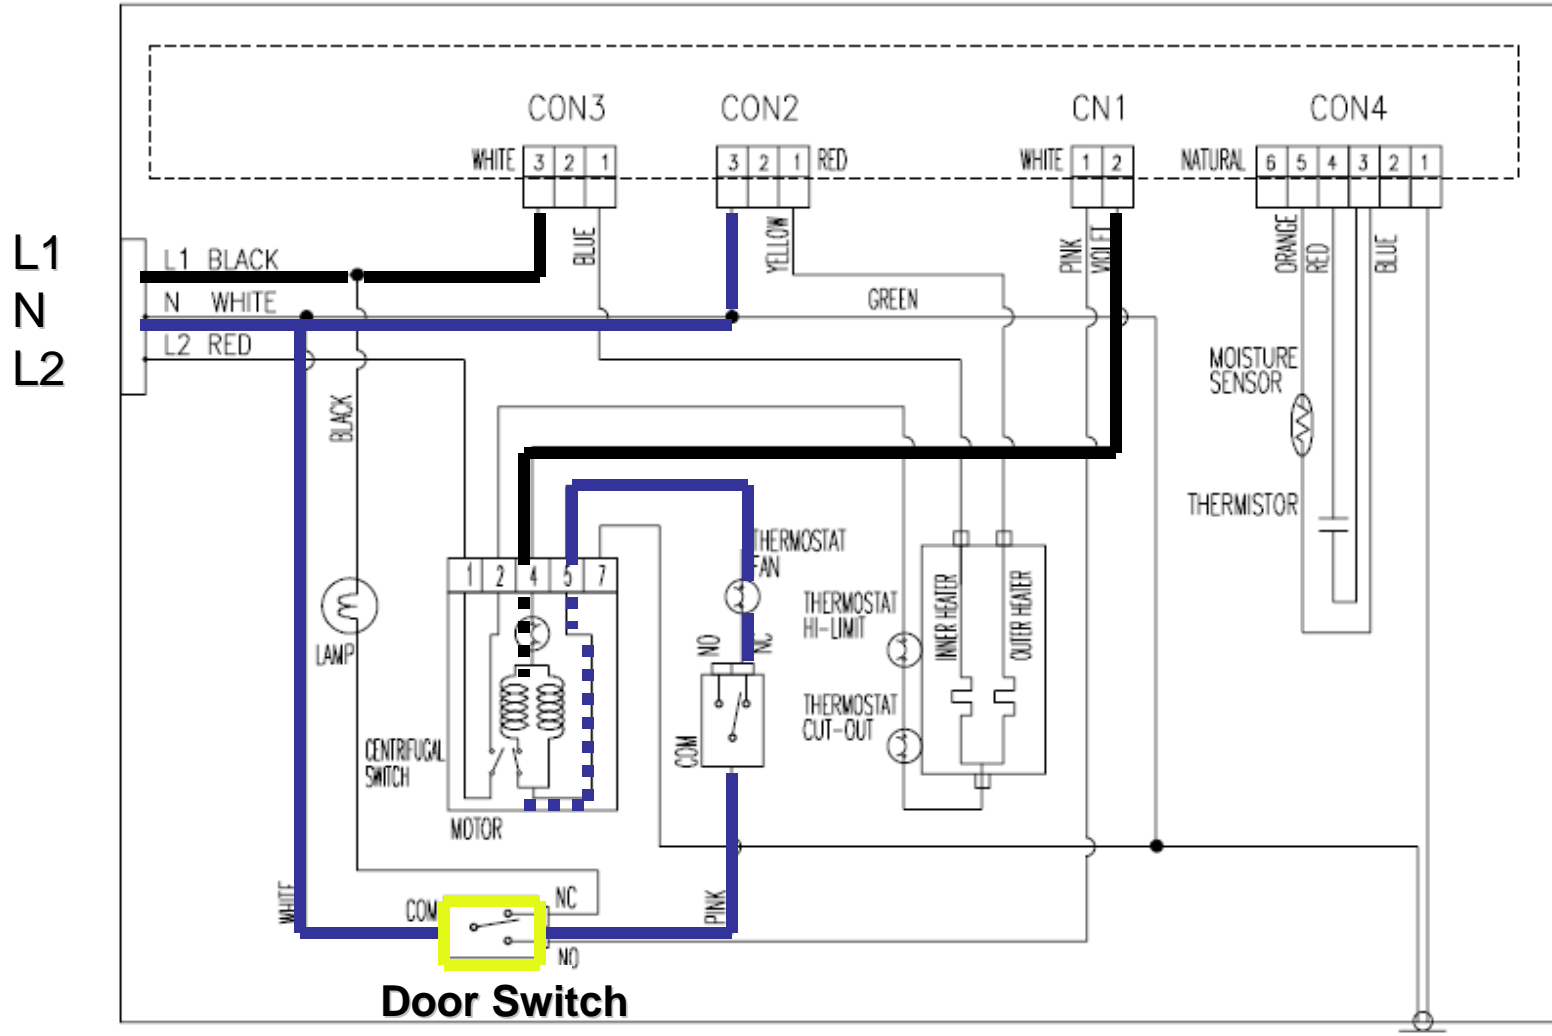 CON3 CON2 CN1 CON4
WHITE 3 2 1
3 2 1 RED
WHITE 1 2
NATURAL 6 5 4 3 2 1
BLUE
YELLOW
PINK
VIOLET
ORANGE
RED
BLUE
L1
N
L2
L1 BLACK
N WHITE
L2 RED
GREEN
MOISTURE
SENSOR
BLACK
THERMISTOR
THERMOSTAT
FAN
1 2 4 5 7
THERMOSTAT
HI-LIMIT
INNER HEATER
OUTER HEATER
LAMP
NO
NC
THERMOSTAT
CUT-OUT
COM
CENTRIFUGAL
SWITCH
MOTOR
WHITE
PINK
COM
NC
NO
Door Switch